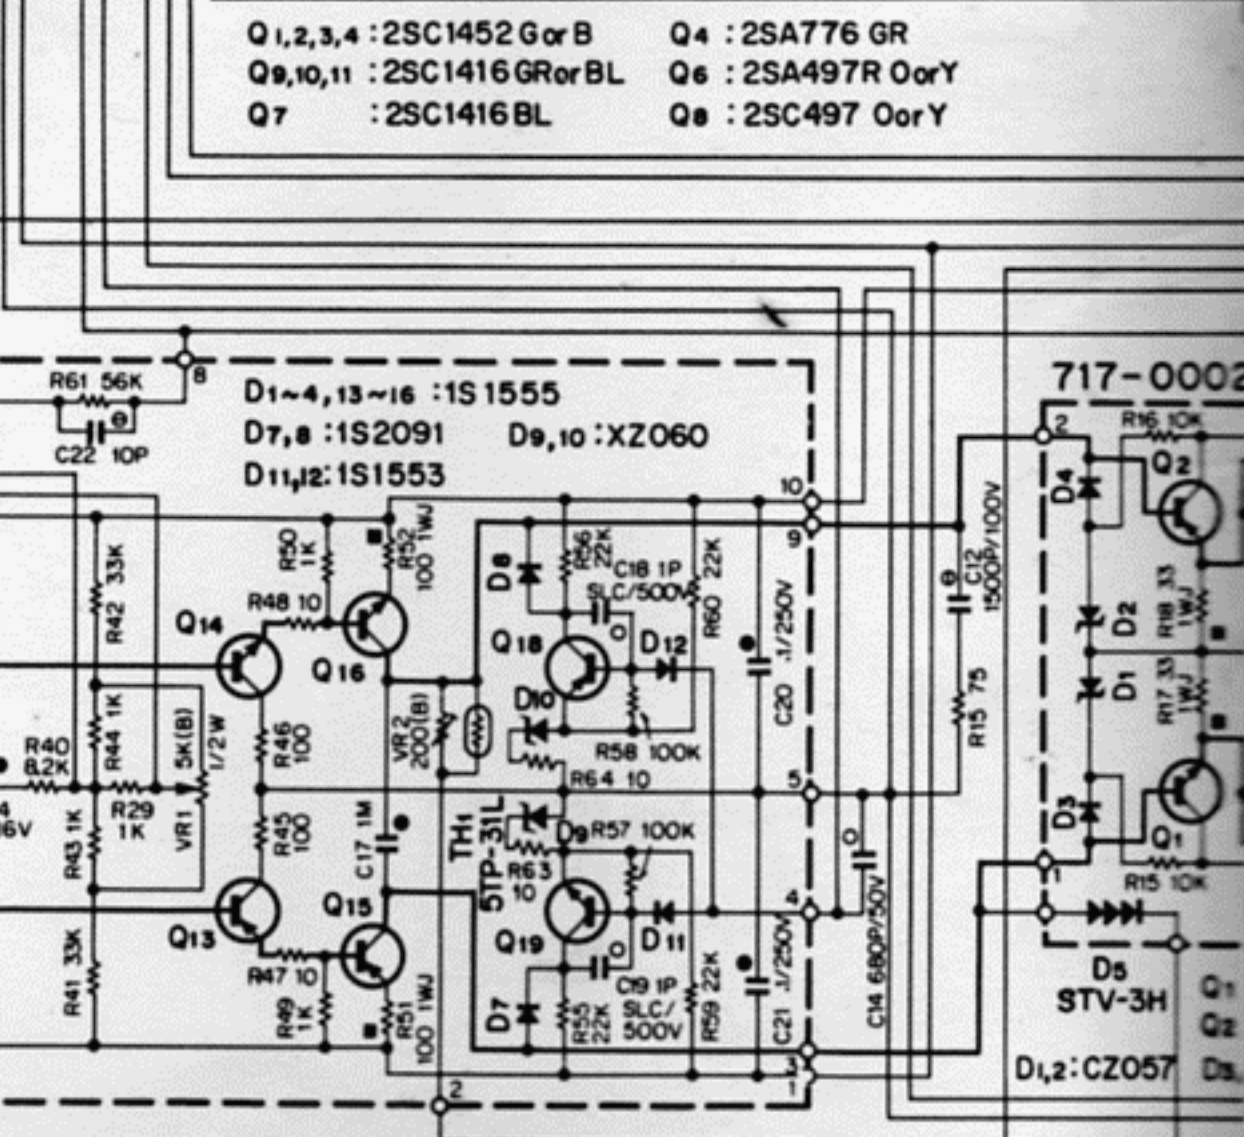 Q1,2,3,4 : 2SC1452 G or B
Q4 : 2SA776 GR
Q9,10,11 : 2SC1416 GR or BL
Q6 : 2SA497R O or Y
Q7 : 2SC1416 BL
Q8 : 2SC497 O or Y
8
R61 56K
C22 10P
D1~4, 13~16 : 1S1555
D7,8 : 1S2091
D9,10 : XZ060
D11,12 : 1S1553
717-0002
2
R16 10K
Q2
D4
10
9
R50
1K
R52
100 1WJ
R56
22K
D8
C18 1P
SLC/500V
R60 22K
C12
1500P/100V
R42 33K
R48 10
Q14
Q16
Q18
D12
D10
C20 .1/250V
D2
D1
R18 33
1WJ
R17 33
1WJ
R15 75
R44 1K
5K(B)
1/2W
VR1
R46
100
VR2
200(B)
R58 100K
R64 10
R40
8.2K
R29
1K
5
16V
R43 1K
R45
100
C17 1M
TH1
5TP-31L
D9
R57 100K
R63
10
D3
Q1
1
R15 10K
4
C14 680P/50V
Q13
Q15
Q19
D11
R41 33K
R47 10
R49
1K
R51
100 1WJ
D7
R55
22K
C19 1P
SLC/
500V
R59 22K
C21 .1/250V
D5
STV-3H
Q1
Q2
D1,2 : CZ057
D3,
3
1
2